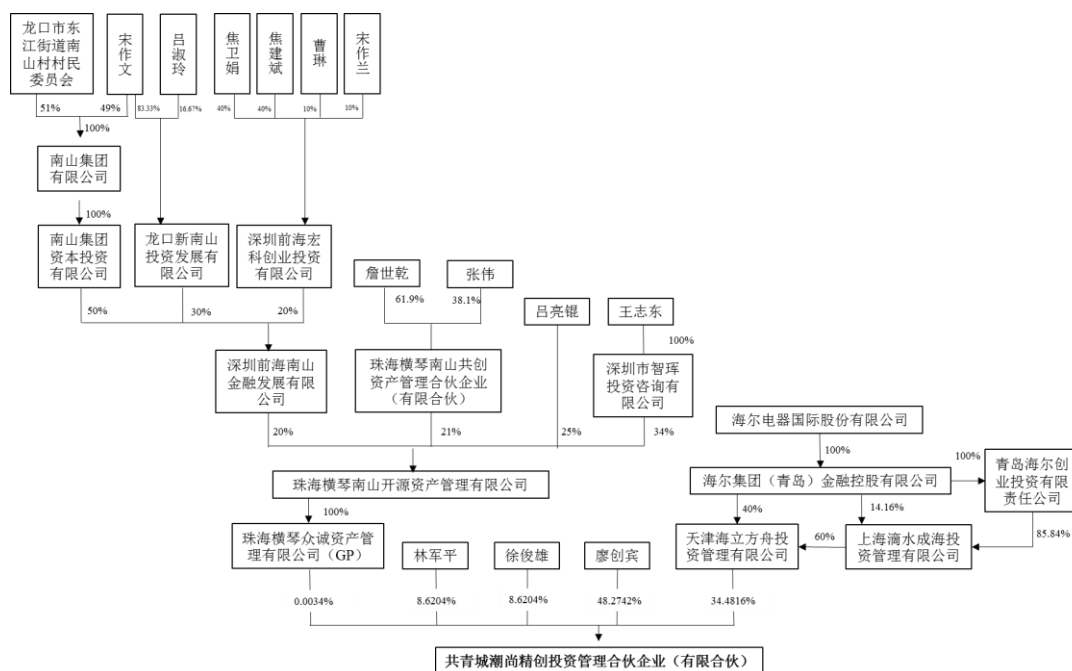 龙口市东
江街道南
山村村民
委员会
宋作文
吕淑玲
焦卫娟
焦建斌
曹琳
宋作兰
51%
49%
83.33%
16.67%
40%
40%
10%
10%
100%
南山集团
有限公司
100%
南山集团
资本投资
有限公司
龙口新南山
投资发展有
限公司
深圳前海宏
科创业投资
有限公司
詹世乾
张伟
61.9%
38.1%
吕亮锟
王志东
50%
30%
20%
100%
深圳前海南山
金融发展有限
公司
珠海横琴南山共创
资产管理合伙企业
（有限合伙）
深圳市智珲
投资咨询有
限公司
20%
21%
25%
34%
海尔电器国际股份有限公司
100%
珠海横琴南山开源资产管理有限公司
海尔集团（青岛）金融控股有限公司
100%
青岛海尔创
业投资有限
责任公司
100%
40%
14.16%
85.84%
珠海横琴众诚资产管
理有限公司（GP）
林军平
徐俊雄
廖创宾
天津海立方舟投
资管理有限公司
60%
上海滴水成海投
资管理有限公司
0.0034%
8.6204%
8.6204%
48.2742%
34.4816%
共青城潮尚精创投资管理合伙企业（有限合伙）